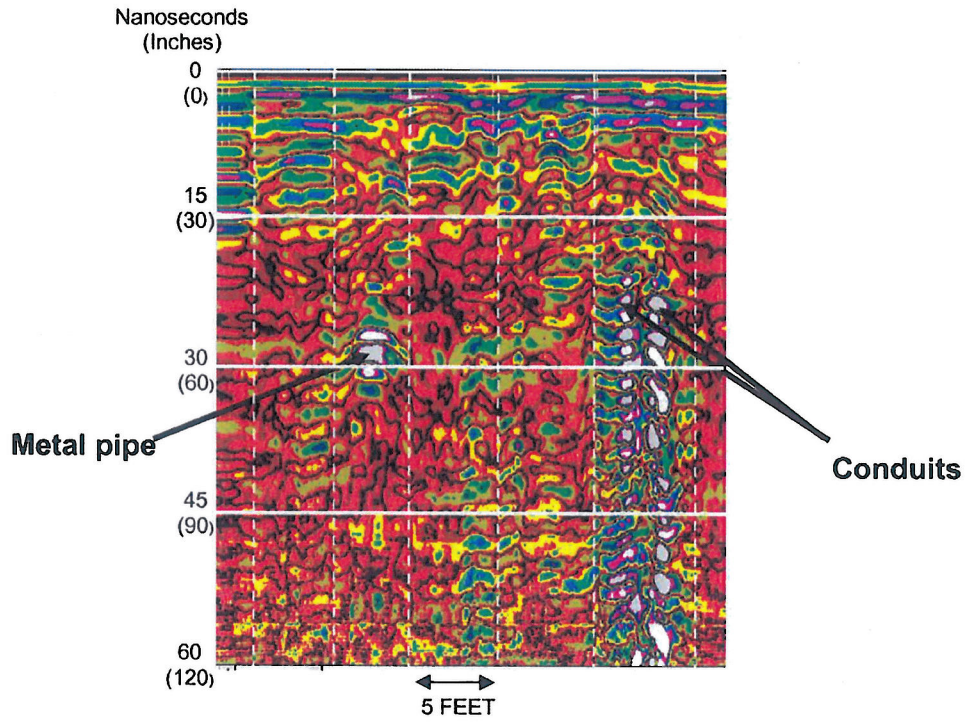 Nanoseconds
(Inches)
0
(0)
15
(30)
30
(60)
Metal pipe
Conduits
45
(90)
60
(120)
5 FEET